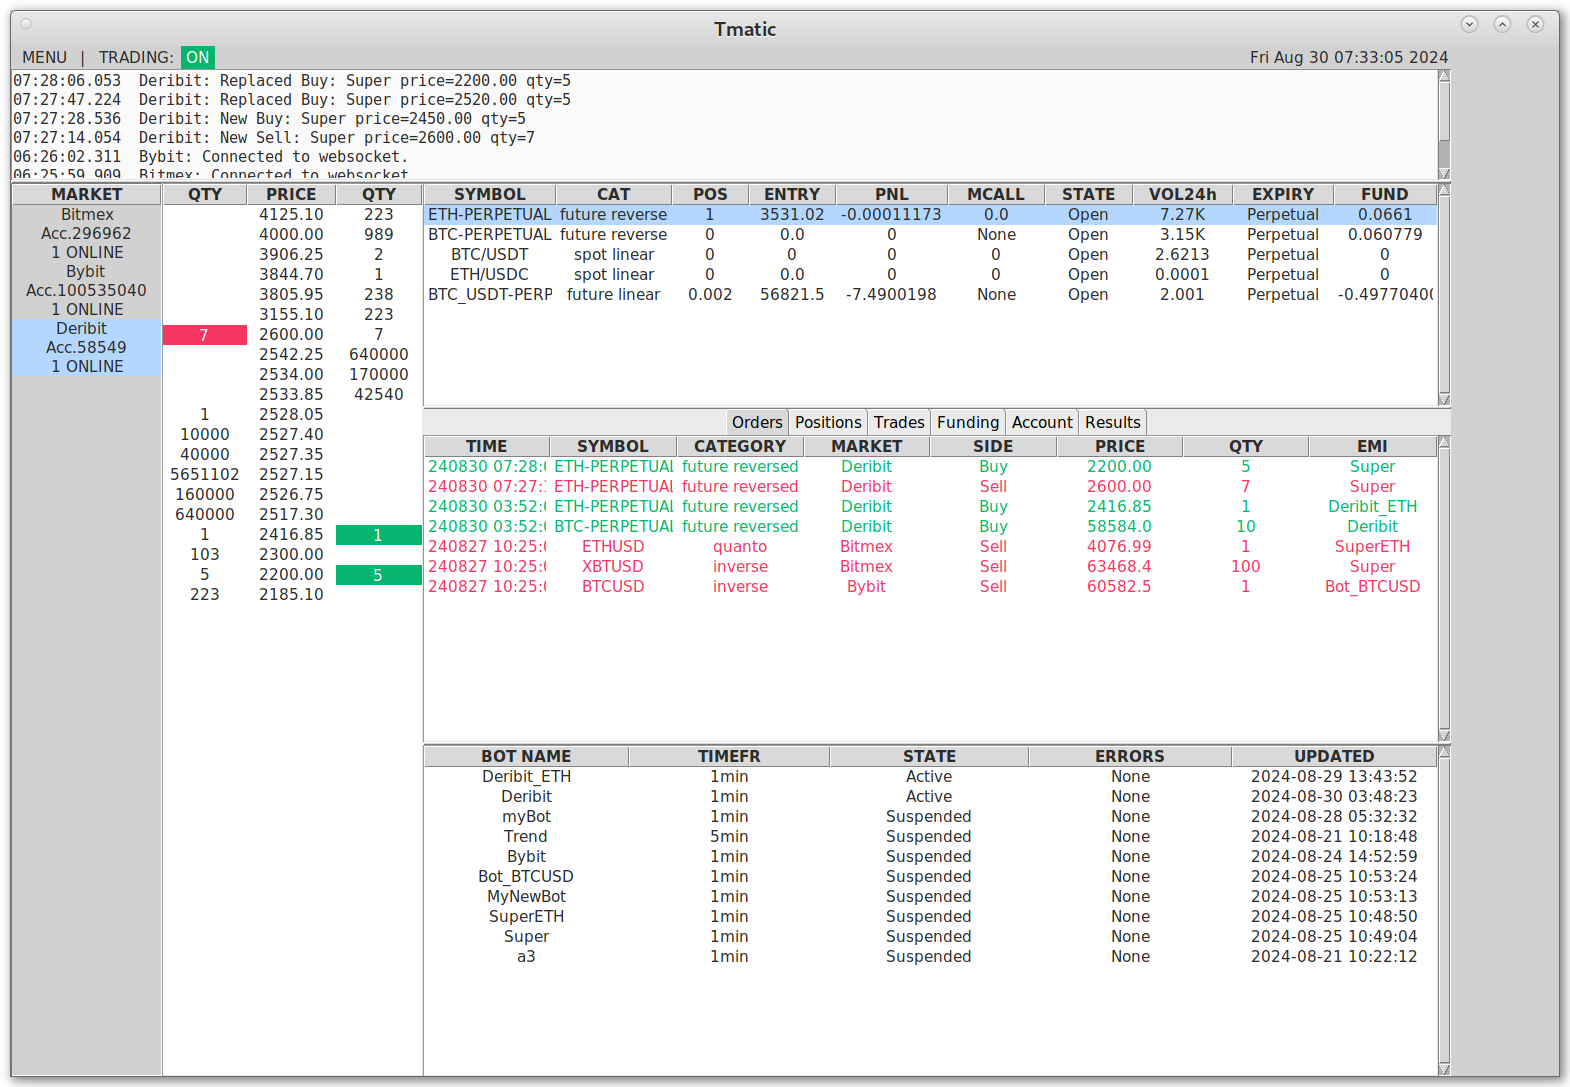 Tmatic
MENU | TRADING: ON Fri Aug 30 07:33:05 2024
07:28:06.053 Deribit: Replaced Buy: Super price=2200.00 qty=5
07:27:47.224 Deribit: Replaced Buy: Super price=2520.00 qty=5
07:27:28.536 Deribit: New Buy: Super price=2450.00 qty=5
07:27:14.054 Deribit: New Sell: Super price=2600.00 qty=7
06:26:02.311 Bybit: Connected to websocket.
06:25:59.909 Bitmex: Connected to websocket
MARKET
Bitmex
Acc.296962
1 ONLINE
Bybit
Acc.100535040
1 ONLINE
Deribit
Acc.58549
1 ONLINE
QTY PRICE QTY
4125.10 223
4000.00 989
3906.25 2
3844.70 1
3805.95 238
3155.10 223
7 2600.00 7
2542.25 640000
2534.00 170000
2533.85 42540
1 2528.05
10000 2527.40
40000 2527.35
5651102 2527.15
160000 2526.75
640000 2517.30
1 2416.85 1
103 2300.00
5 2200.00 5
223 2185.10
SYMBOL CAT POS ENTRY PNL MCALL STATE VOL24h EXPIRY FUND
ETH-PERPETUAL future reverse 1 3531.02 -0.00011173 0.0 Open 7.27K Perpetual 0.0661
BTC-PERPETUAL future reverse 0 0.0 0 None Open 3.15K Perpetual 0.060779
BTC/USDT spot linear 0 0 0 0 Open 2.6213 Perpetual 0
ETH/USDC spot linear 0 0.0 0 0 Open 0.0001 Perpetual 0
BTC_USDT-PERP future linear 0.002 56821.5 -7.4900198 None Open 2.001 Perpetual -0.4977040
Orders Positions Trades Funding Account Results
TIME SYMBOL CATEGORY MARKET SIDE PRICE QTY EMI
240830 07:28: ETH-PERPETUAL future reversed Deribit Buy 2200.00 5 Super
240830 07:27: ETH-PERPETUAL future reversed Deribit Sell 2600.00 7 Super
240830 03:52: ETH-PERPETUAL future reversed Deribit Buy 2416.85 1 Deribit_ETH
240830 03:52: BTC-PERPETUAL future reversed Deribit Buy 58584.0 10 Deribit
240827 10:25: ETHUSD quanto Bitmex Sell 4076.99 1 SuperETH
240827 10:25: XBTUSD inverse Bitmex Sell 63468.4 100 Super
240827 10:25: BTCUSD inverse Bybit Sell 60582.5 1 Bot_BTCUSD
BOT NAME TIMEFR STATE ERRORS UPDATED
Deribit_ETH 1min Active None 2024-08-29 13:43:52
Deribit 1min Active None 2024-08-30 03:48:23
myBot 1min Suspended None 2024-08-28 05:32:32
Trend 5min Suspended None 2024-08-21 10:18:48
Bybit 1min Suspended None 2024-08-24 14:52:59
Bot_BTCUSD 1min Suspended None 2024-08-25 10:53:24
MyNewBot 1min Suspended None 2024-08-25 10:53:13
SuperETH 1min Suspended None 2024-08-25 10:48:50
Super 1min Suspended None 2024-08-25 10:49:04
a3 1min Suspended None 2024-08-21 10:22:12